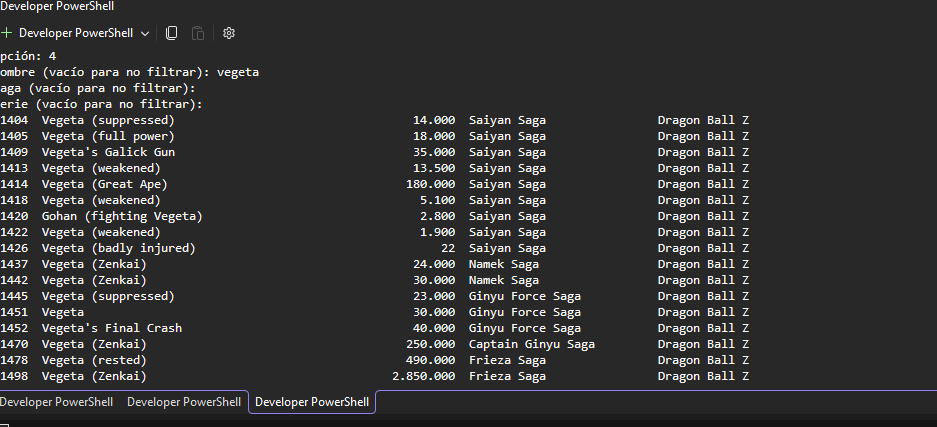 Developer PowerShell
+ Developer PowerShell
pción: 4
ombre (vacío para no filtrar): vegeta
aga (vacío para no filtrar):
erie (vacío para no filtrar):
1404 Vegeta (suppressed) 14.000 Saiyan Saga Dragon Ball Z
1405 Vegeta (full power) 18.000 Saiyan Saga Dragon Ball Z
1409 Vegeta's Galick Gun 35.000 Saiyan Saga Dragon Ball Z
1413 Vegeta (weakened) 13.500 Saiyan Saga Dragon Ball Z
1414 Vegeta (Great Ape) 180.000 Saiyan Saga Dragon Ball Z
1418 Vegeta (weakened) 5.100 Saiyan Saga Dragon Ball Z
1420 Gohan (fighting Vegeta) 2.800 Saiyan Saga Dragon Ball Z
1422 Vegeta (weakened) 1.900 Saiyan Saga Dragon Ball Z
1426 Vegeta (badly injured) 22 Saiyan Saga Dragon Ball Z
1437 Vegeta (Zenkai) 24.000 Namek Saga Dragon Ball Z
1442 Vegeta (Zenkai) 30.000 Namek Saga Dragon Ball Z
1445 Vegeta (suppressed) 23.000 Ginyu Force Saga Dragon Ball Z
1451 Vegeta 30.000 Ginyu Force Saga Dragon Ball Z
1452 Vegeta's Final Crash 40.000 Ginyu Force Saga Dragon Ball Z
1470 Vegeta (Zenkai) 250.000 Captain Ginyu Saga Dragon Ball Z
1478 Vegeta (rested) 490.000 Frieza Saga Dragon Ball Z
1498 Vegeta (Zenkai) 2.850.000 Frieza Saga Dragon Ball Z
Developer PowerShell Developer PowerShell Developer PowerShell